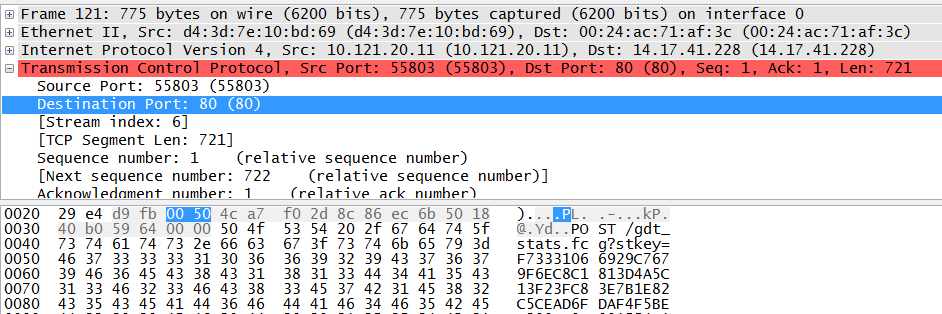 Frame 121: 775 bytes on wire (6200 bits), 775 bytes captured (6200 bits) on interface 0
Ethernet II, Src: d4:3d:7e:10:bd:69 (d4:3d:7e:10:bd:69), Dst: 00:24:ac:71:af:3c (00:24:ac:71:af:3c)
Internet Protocol Version 4, Src: 10.121.20.11 (10.121.20.11), Dst: 14.17.41.228 (14.17.41.228)
Transmission Control Protocol, Src Port: 55803 (55803), Dst Port: 80 (80), Seq: 1, Ack: 1, Len: 721
Source Port: 55803 (55803)
Destination Port: 80 (80)
[Stream index: 6]
[TCP Segment Len: 721]
Sequence number: 1    (relative sequence number)
[Next sequence number: 722    (relative sequence number)]
Acknowledgment number: 1    (relative ack number)
0020  29 e4 d9 fb 00 50 4c a7  f0 2d 8c 86 ec 6b 50 18   )....PL. .-...kP.
0030  40 b0 59 64 00 00 50 4f  53 54 20 2f 67 64 74 5f   @.Yd..PO ST /gdt_
0040  73 74 61 74 73 2e 66 63  67 3f 73 74 6b 65 79 3d   stats.fc g?stkey=
0050  46 37 33 33 31 30 36 36  39 32 39 43 37 36 37   F7333106 6929C767
0060  39 46 36 45 43 38 43 31  38 31 33 44 34 41 35 43   9F6EC8C1 813D4A5C
0070  31 33 46 32 33 46 43 38  33 45 37 42 31 45 38 32   13F23FC8 3E7B1E82
0080  43 35 43 45 41 44 36 46  44 41 46 34 46 35 42 45   C5CEAD6F DAF4F5BE